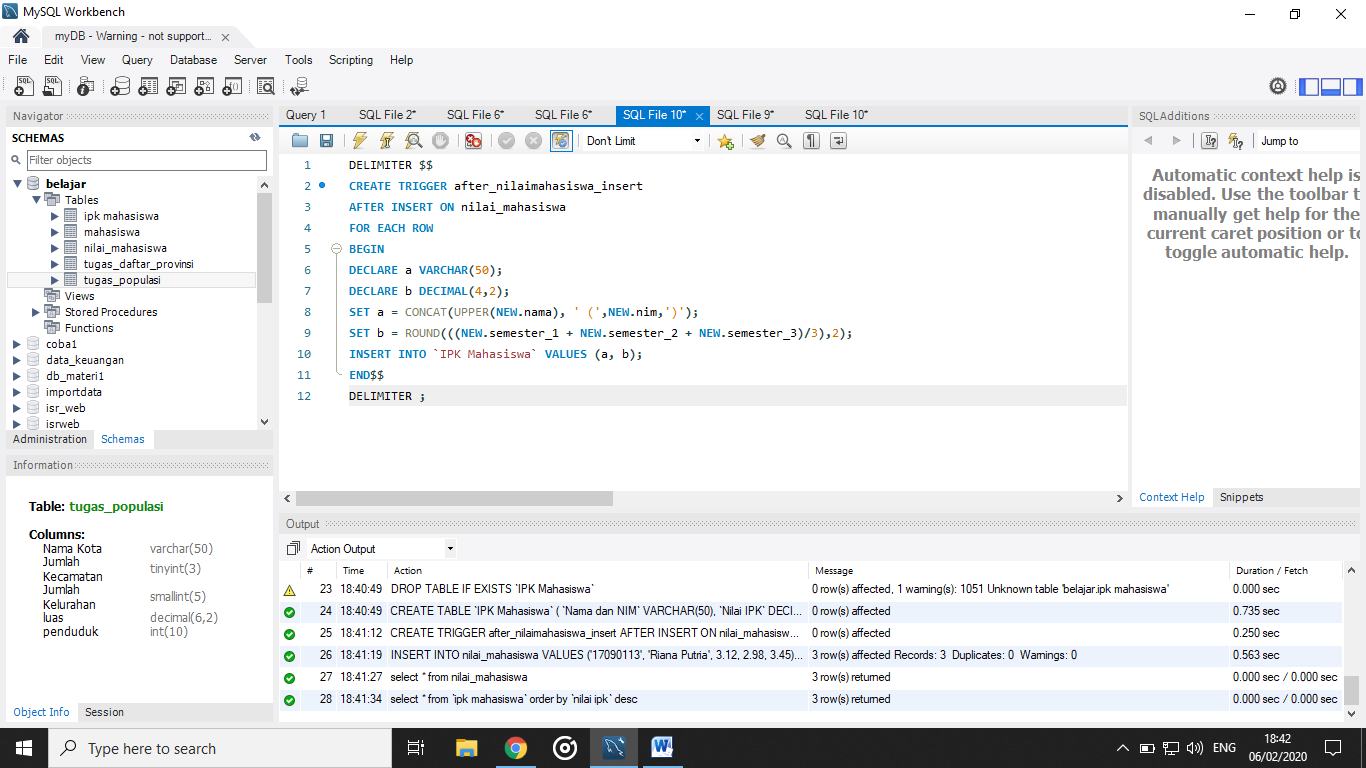 MySQL Workbench
myDB - Warning - not support...
File Edit View Query Database Server Tools Scripting Help
Navigator
SCHEMAS
Filter objects
belajar
Tables
ipk mahasiswa
mahasiswa
nilai_mahasiswa
tugas_daftar_provinsi
tugas_populasi
Views
Stored Procedures
Functions
coba1
data_keuangan
db_materi1
importdata
isr_web
isrweb
Administration Schemas
Information
Table: tugas_populasi
Columns:
Nama Kota varchar(50)
Jumlah
Kecamatan tinyint(3)
Jumlah
Kelurahan smallint(5)
luas decimal(6,2)
penduduk int(10)
Object Info Session
Query 1 SQL File 2* SQL File 6* SQL File 6* SQL File 10* SQL File 9* SQL File 10*
Don't Limit
1 DELIMITER $$
2 CREATE TRIGGER after_nilaimahasiswa_insert
3 AFTER INSERT ON nilai_mahasiswa
4 FOR EACH ROW
5 BEGIN
6 DECLARE a VARCHAR(50);
7 DECLARE b DECIMAL(4,2);
8 SET a = CONCAT(UPPER(NEW.nama), ' (',NEW.nim,')');
9 SET b = ROUND(((NEW.semester_1 + NEW.semester_2 + NEW.semester_3)/3),2);
10 INSERT INTO `IPK Mahasiswa` VALUES (a, b);
11 END$$
12 DELIMITER ;
SQLAdditions
Jump to
Automatic context help is
disabled. Use the toolbar t
manually get help for the
current caret position or to
toggle automatic help.
Context Help Snippets
Output
Action Output
# Time Action Message Duration / Fetch
23 18:40:49 DROP TABLE IF EXISTS `IPK Mahasiswa` 0 row(s) affected, 1 warning(s): 1051 Unknown table 'belajar.ipk mahasiswa' 0.000 sec
24 18:40:49 CREATE TABLE `IPK Mahasiswa` ( `Nama dan NIM` VARCHAR(50), `Nilai IPK` DECI... 0 row(s) affected 0.735 sec
25 18:41:12 CREATE TRIGGER after_nilaimahasiswa_insert AFTER INSERT ON nilai_mahasisw... 0 row(s) affected 0.250 sec
26 18:41:19 INSERT INTO nilai_mahasiswa VALUES ('17090113', 'Riana Putria', 3.12, 2.98, 3.45)... 3 row(s) affected Records: 3 Duplicates: 0 Warnings: 0 0.563 sec
27 18:41:27 select * from nilai_mahasiswa 3 row(s) returned 0.000 sec / 0.000 sec
28 18:41:34 select * from `ipk mahasiswa` order by `nilai ipk` desc 3 row(s) returned 0.000 sec / 0.000 sec
Type here to search
ENG
18:42
06/02/2020